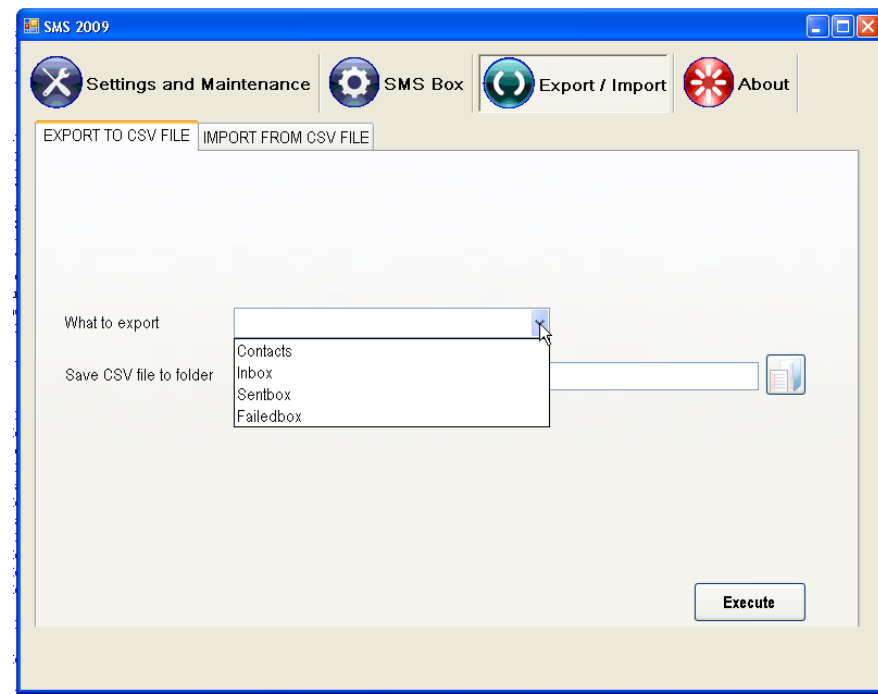 SMS 2009
Settings and Maintenance SMS Box Export / Import About
EXPORT TO CSV FILE IMPORT FROM CSV FILE
What to export
Contacts
Inbox
Save CSV file to folder
Sentbox
Failedbox
Execute